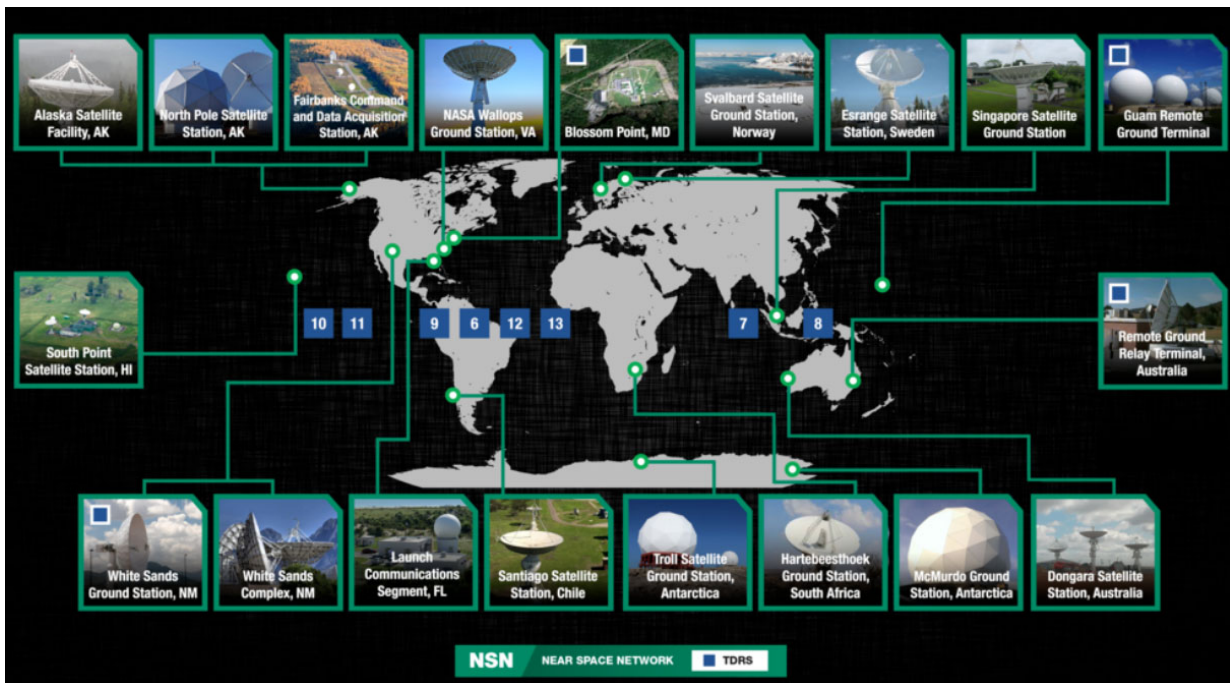 Alaska Satellite
Facility, AK
North Pole Satellite
Station, AK
Fairbanks Command
and Data Acquisition
Station, AK
NASA Wallops
Ground Station, VA
Blossom Point, MD
Svalbard Satellite
Ground Station,
Norway
Esrange Satellite
Station, Sweden
Singapore Satellite
Ground Station
Guam Remote
Ground Terminal
South Point
Satellite Station, HI
10 11 9 6 12 13 7 8
Remote Ground
Relay Terminal,
Australia
White Sands
Ground Station, NM
White Sands
Complex, NM
Launch
Communications
Segment, FL
Santiago Satellite
Station, Chile
Troll Satellite
Ground Station,
Antarctica
Hartebeesthoek
Ground Station,
South Africa
McMurdo Ground
Station, Antarctica
Dongara Satellite
Station, Australia
NSN NEAR SPACE NETWORK TDRS